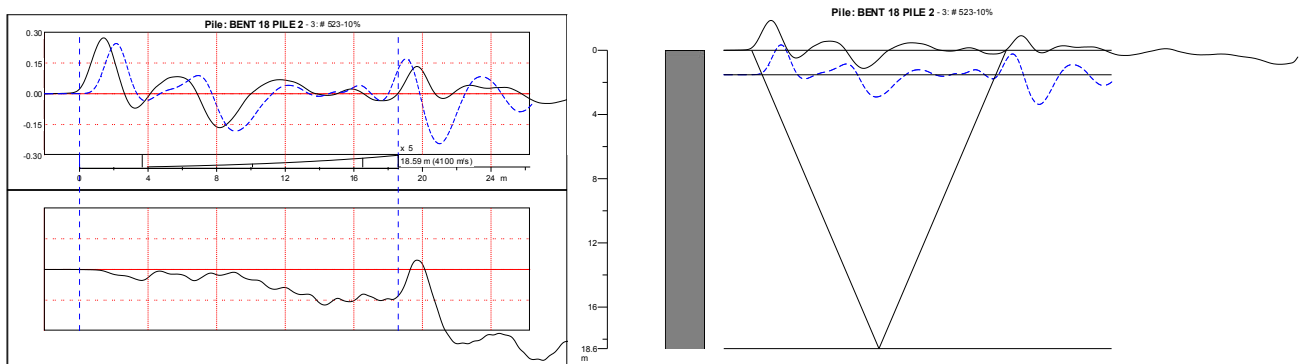 Pile: BENT 18 PILE 2 - 3: # 523-10%
0.30
0.15
0.00
-0.15
-0.30
x 5
18.59 m (4100 m/s)
0 4 8 12 16 20 24 m
Pile: BENT 18 PILE 2 - 3: # 523-10%
0
4
8
12
16
18.6
m